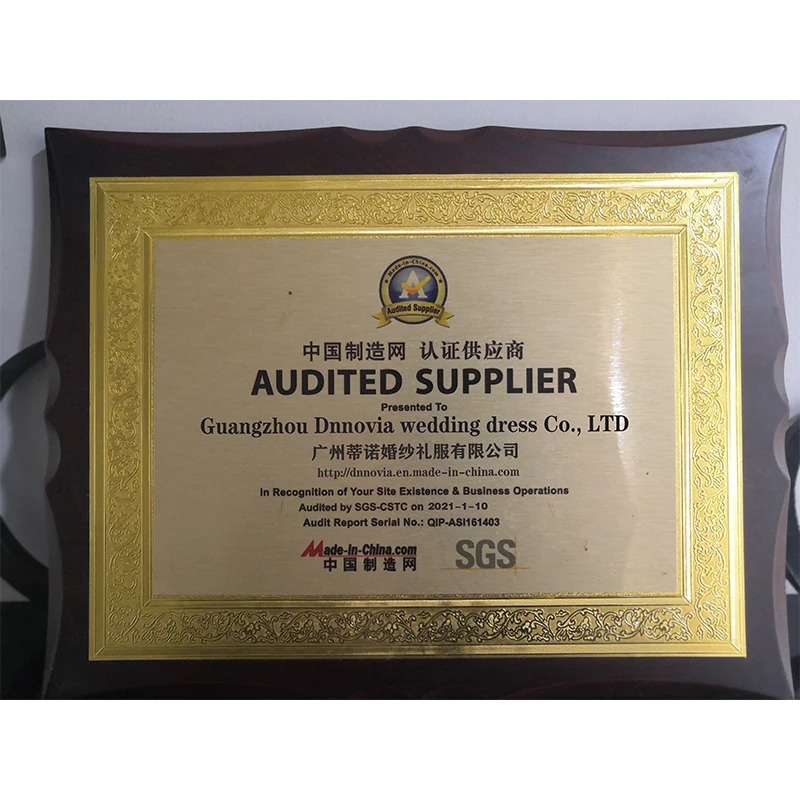 Made-in-China.com
A
Audited Supplier
中国制造网 认证供应商
AUDITED SUPPLIER
Presented To
Guangzhou Dnnovia wedding dress Co., LTD
广州蒂诺婚纱礼服有限公司
http://dnnovia.en.made-in-china.com
In Recognition of Your Site Existence & Business Operations
Audited by SGS-CSTC on 2021-1-10
Audit Report Serial No.: QIP-ASI161403
Made-in-China.com
中国制造网
SGS